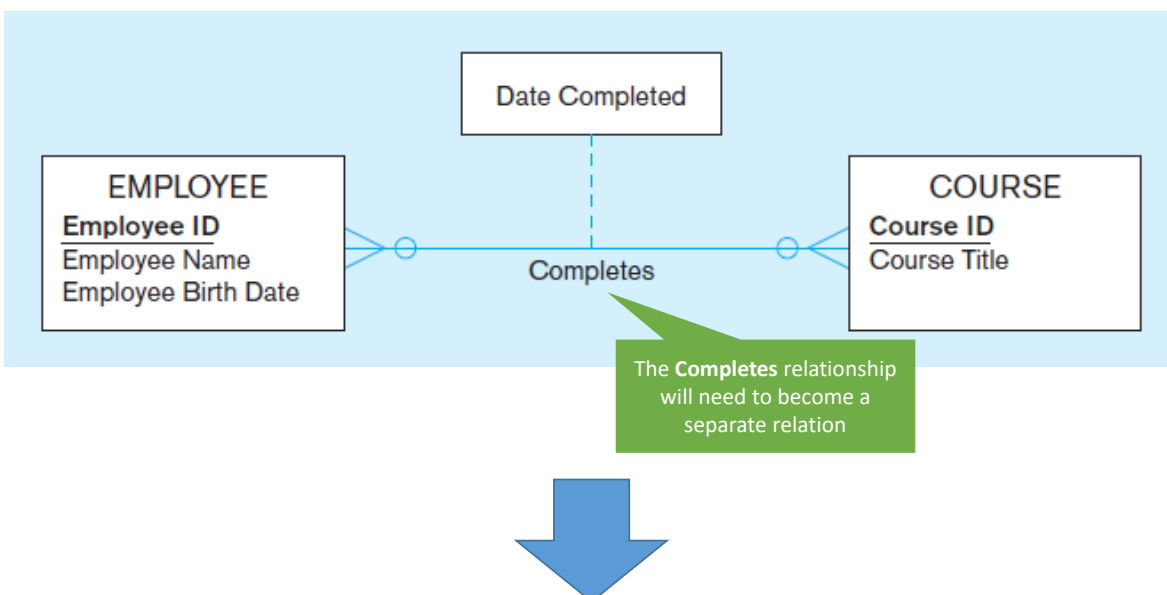 Date Completed
EMPLOYEE
Employee ID
Employee Name
Employee Birth Date
Completes
COURSE
Course ID
Course Title
The Completes relationship
will need to become a
separate relation